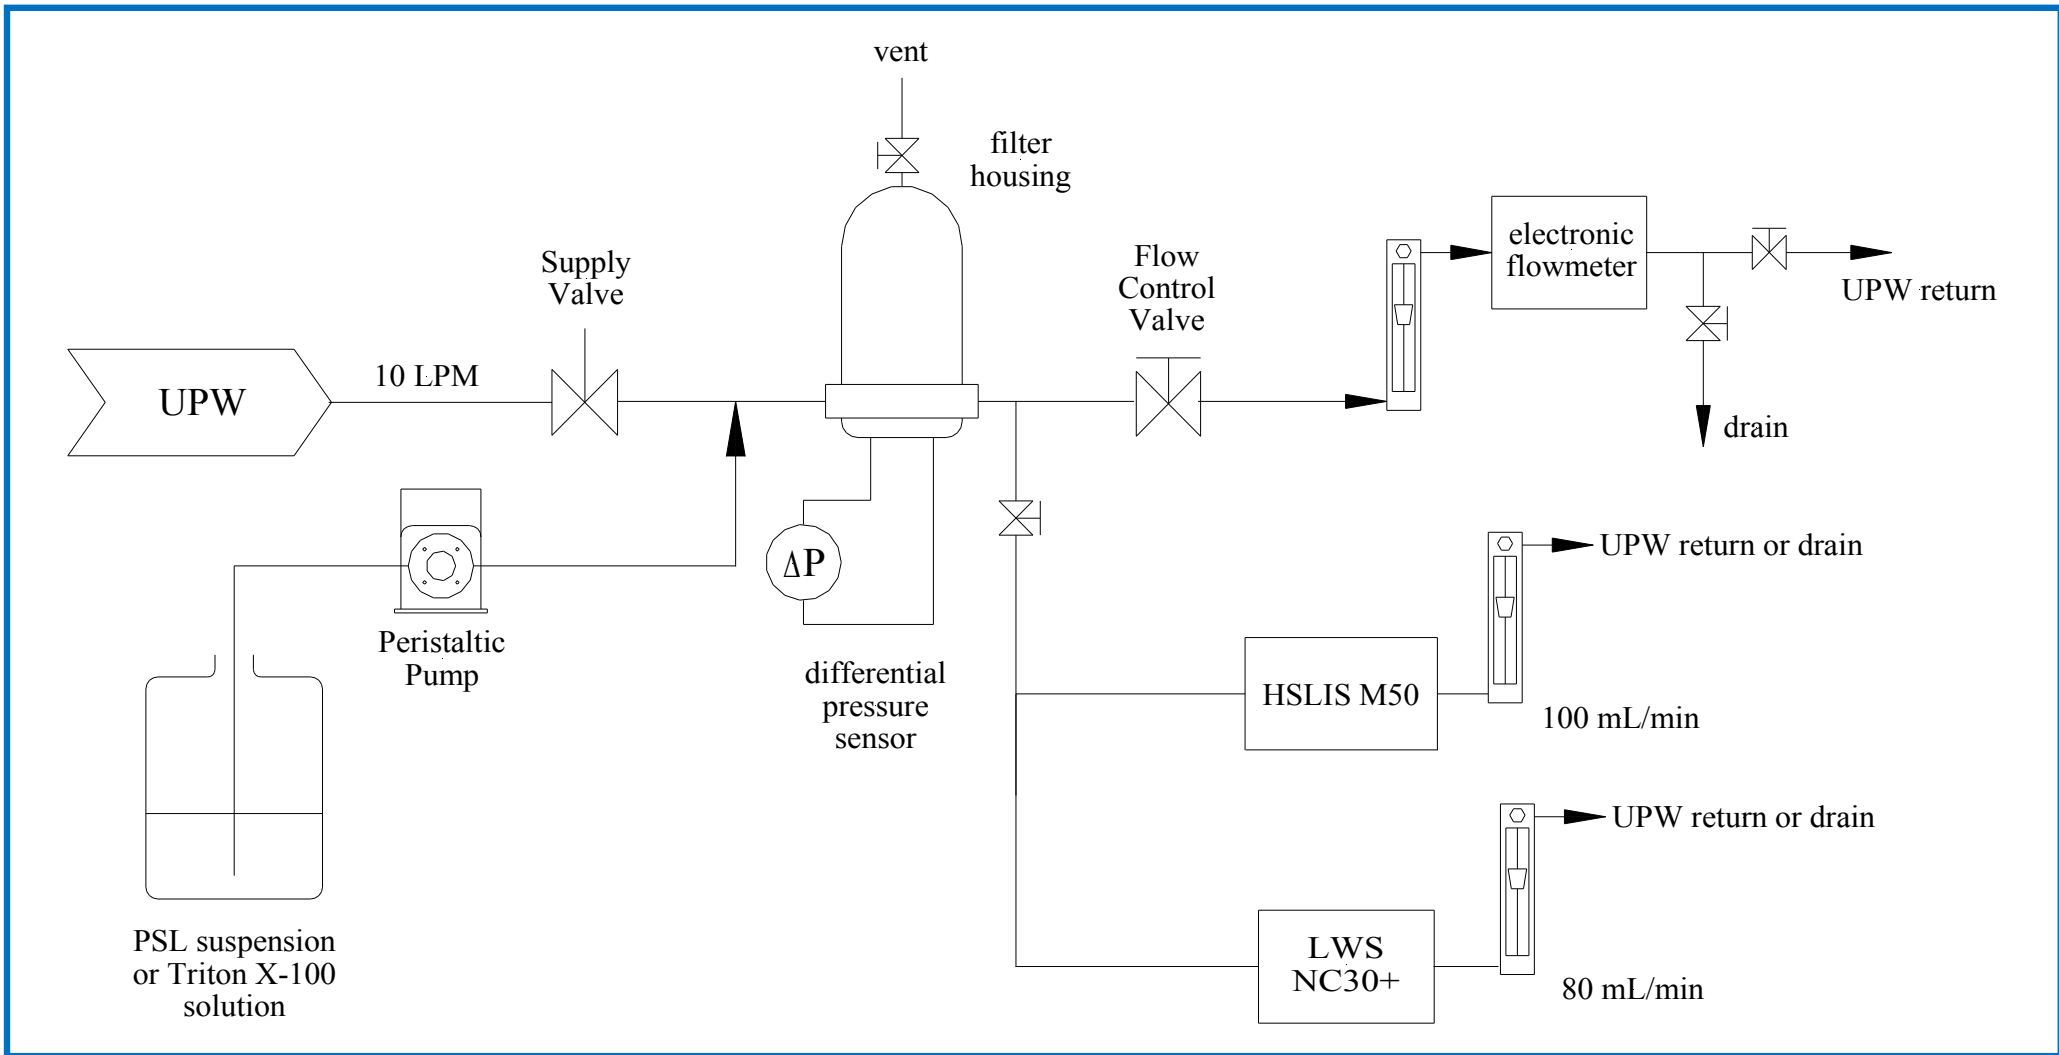 vent
filter
housing
Supply
Valve
Flow
Control
Valve
electronic
flowmeter
UPW return
10 LPM
UPW
drain
ΔP
UPW return or drain
Peristaltic
Pump
differential
pressure
sensor
HSLIS M50
100 mL/min
UPW return or drain
PSL suspension
or Triton X-100
solution
LWS
NC30+
80 mL/min